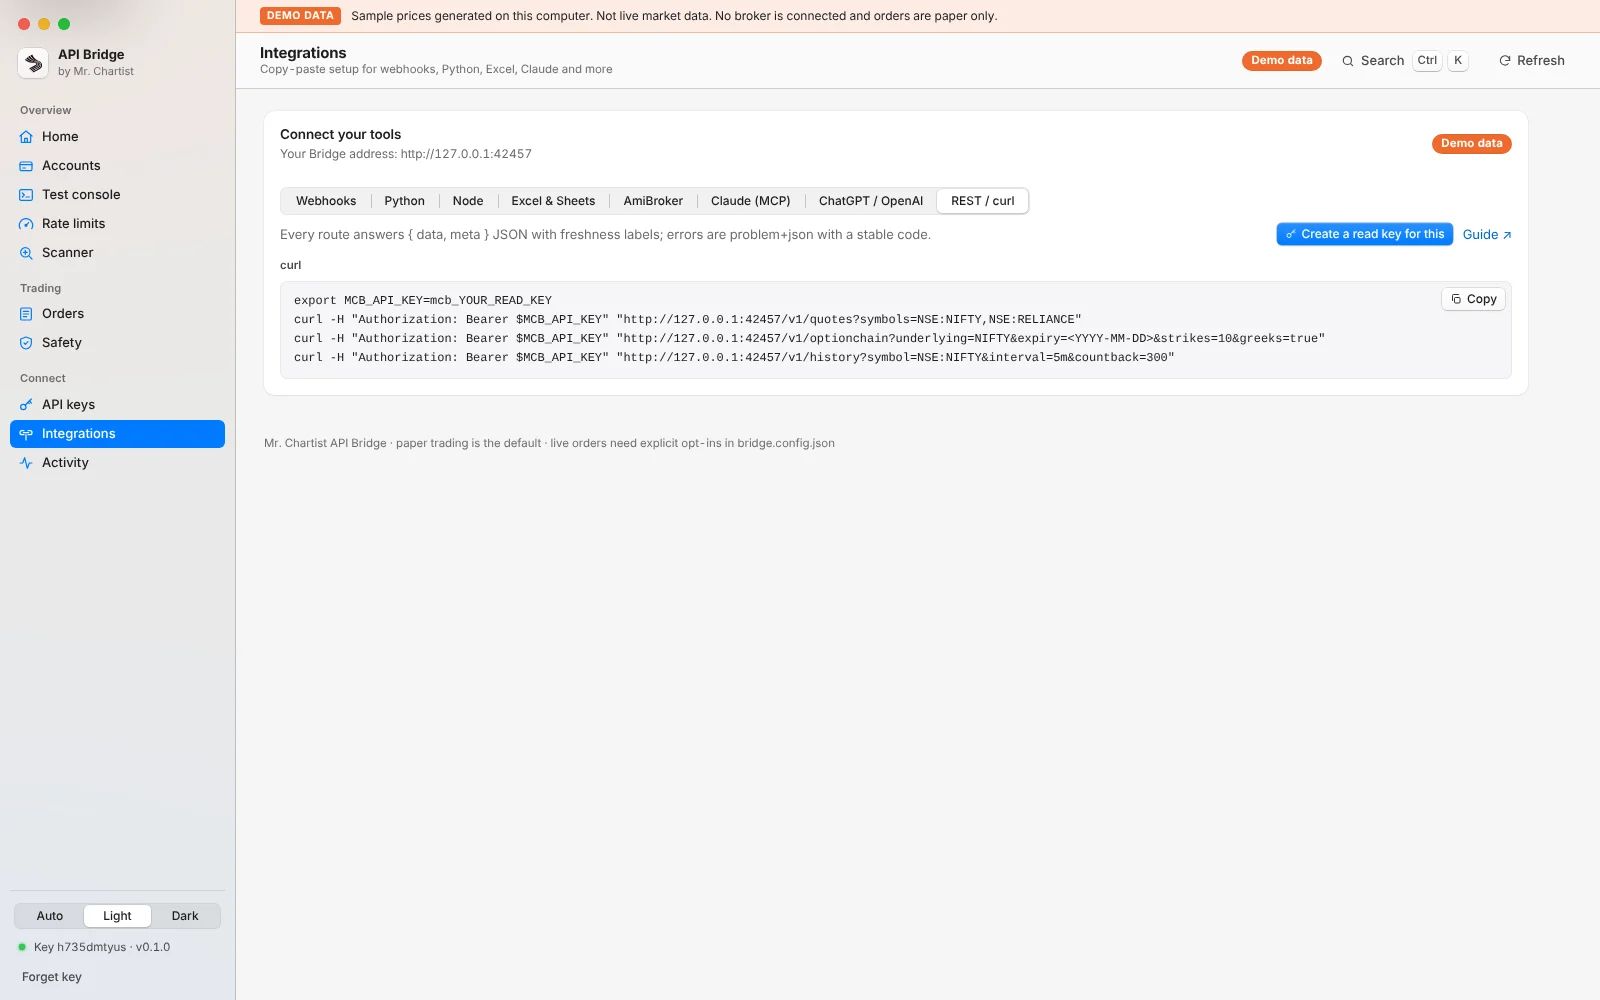 DEMO DATA Sample prices generated on this computer. Not live market data. No broker is connected and orders are paper only.
API Bridge
by Mr. Chartist
Overview
Home
Accounts
Test console
Rate limits
Scanner
Trading
Orders
Safety
Connect
API keys
Integrations
Activity
Auto Light Dark
Key h735dmtyus · v0.1.0
Forget key
Integrations
Copy-paste setup for webhooks, Python, Excel, Claude and more
Demo data Search Ctrl K Refresh
Connect your tools
Your Bridge address: http://127.0.0.1:42457
Demo data
Webhooks Python Node Excel & Sheets AmiBroker Claude (MCP) ChatGPT / OpenAI REST / curl
Every route answers { data, meta } JSON with freshness labels; errors are problem+json with a stable code.
Create a read key for this Guide ↗
curl
Copy
export MCB_API_KEY=mcb_YOUR_READ_KEY
curl -H "Authorization: Bearer $MCB_API_KEY" "http://127.0.0.1:42457/v1/quotes?symbols=NSE:NIFTY,NSE:RELIANCE"
curl -H "Authorization: Bearer $MCB_API_KEY" "http://127.0.0.1:42457/v1/optionchain?underlying=NIFTY&expiry=<YYYY-MM-DD>&strikes=10&greeks=true"
curl -H "Authorization: Bearer $MCB_API_KEY" "http://127.0.0.1:42457/v1/history?symbol=NSE:NIFTY&interval=5m&countback=300"
Mr. Chartist API Bridge · paper trading is the default · live orders need explicit opt-ins in bridge.config.json